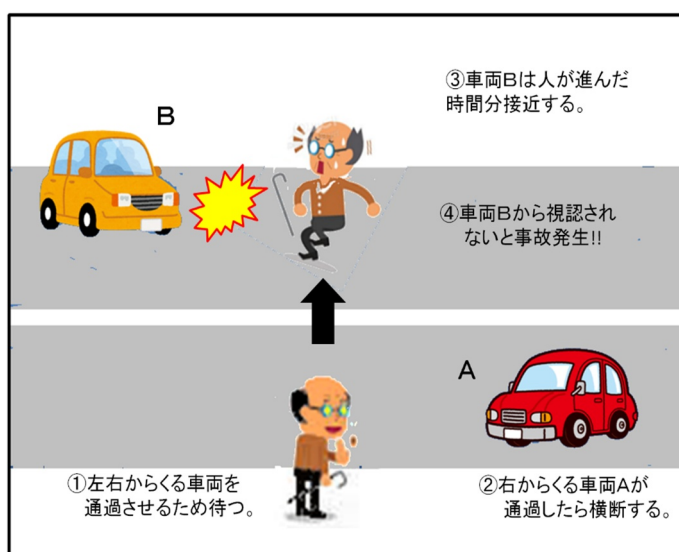 ③車両Bは人が進んだ
時間分接近する。
B
④車両Bから視認され
ないと事故発生!!
A
①左右からくる車両を
通過させるため待つ。
②右からくる車両Aが
通過したら横断する。